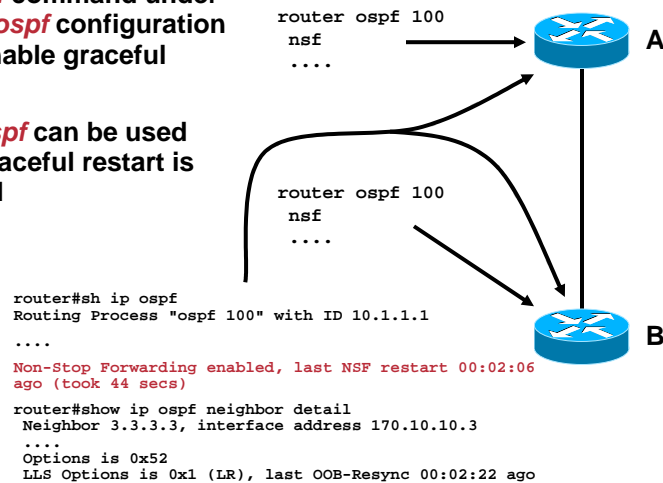 command under
ospf configuration
nable graceful
spf can be used
raceful restart is
router ospf 100
nsf
....
A
router ospf 100
nsf
....
B
router#sh ip ospf
Routing Process "ospf 100" with ID 10.1.1.1
....
Non-Stop Forwarding enabled, last NSF restart 00:02:06
ago (took 44 secs)
router#show ip ospf neighbor detail
Neighbor 3.3.3.3, interface address 170.10.10.3
....
Options is 0x52
LLS Options is 0x1 (LR), last OOB-Resync 00:02:22 ago